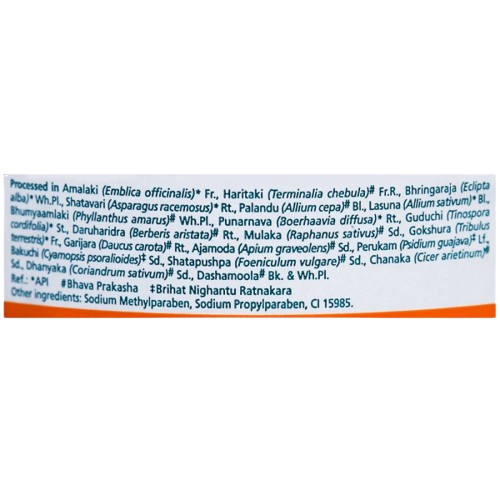 Processed in Amalaki (Emblica officinalis)* Fr., Haritaki (Terminalia chebula)# Fr.R., Bhringaraja (Eclipta
alba)* Wh.Pl., Shatavari (Asparagus racemosus)* Rt., Palandu (Allium cepa)# Bl., Lasuna (Allium sativum)* Bl.,
Bhumyaamlaki (Phyllanthus amarus)# Wh.Pl., Punarnava (Boerhaavia diffusa)* Rt., Guduchi (Tinospora
cordifolia)* St., Daruharidra (Berberis aristata)# Rt., Mulaka (Raphanus sativus)# Sd., Gokshura (Tribulus
terrestris)* Fr., Garijara (Daucus carota)# Rt., Ajamoda (Apium graveolens)# Sd., Perukam (Psidium guajava)‡ Lf.,
Bakuchi (Cyamopsis psoralioides)‡ Sd., Shatapushpa (Foeniculum vulgare)# Sd., Chanaka (Cicer arietinum)#
Sd., Dhanyaka (Coriandrum sativum)# Sd., Dashamoola# Bk. & Wh.Pl.
Ref.: *API #Bhava Prakasha ‡Brihat Nighantu Ratnakara
Other ingredients: Sodium Methylparaben, Sodium Propylparaben, CI 15985.